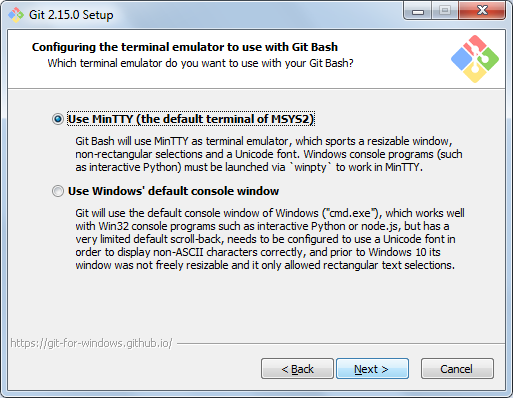 Git 2.15.0 Setup
Configuring the terminal emulator to use with Git Bash
Which terminal emulator do you want to use with your Git Bash?
Use MinTTY (the default terminal of MSYS2)
Git Bash will use MinTTY as terminal emulator, which sports a resizable window,
non-rectangular selections and a Unicode font. Windows console programs (such
as interactive Python) must be launched via `winpty` to work in MinTTY.
Use Windows' default console window
Git will use the default console window of Windows ("cmd.exe"), which works well
with Win32 console programs such as interactive Python or node.js, but has a
very limited default scroll-back, needs to be configured to use a Unicode font in
order to display non-ASCII characters correctly, and prior to Windows 10 its
window was not freely resizable and it only allowed rectangular text selections.
https://git-for-windows.github.io/
< Back
Next >
Cancel